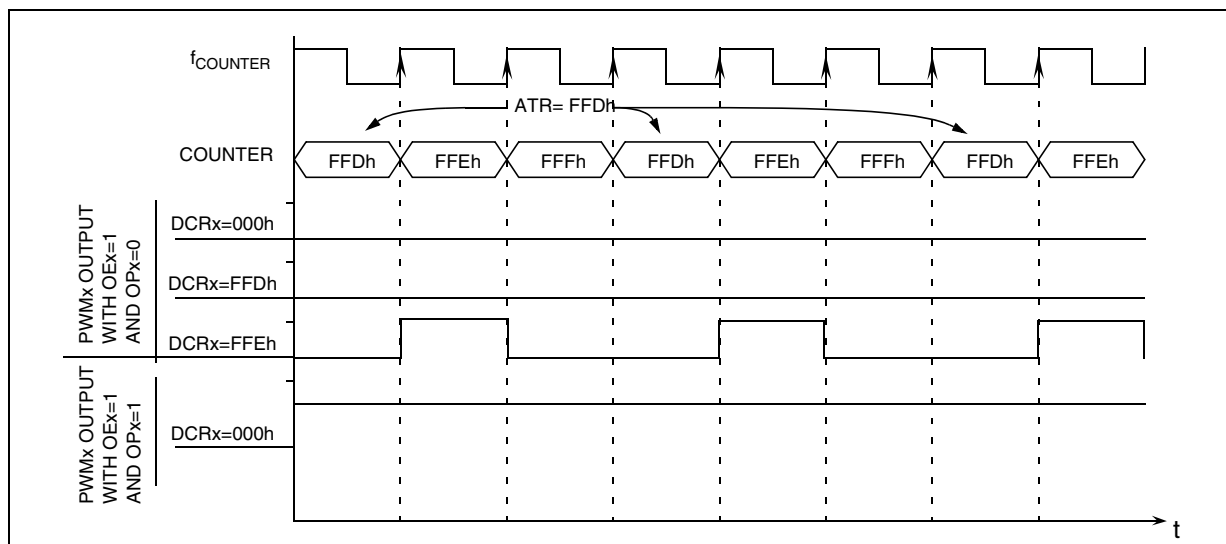 fCOUNTER
ATR= FFDh
COUNTER
FFDh FFEh FFFh FFDh FFEh FFFh FFDh FFEh
PWMx OUTPUT
WITH OEx=1
AND OPx=0
DCRx=000h
DCRx=FFDh
DCRx=FFEh
PWMx OUTPUT
WITH OEx=1
AND OPx=1
DCRx=000h
t